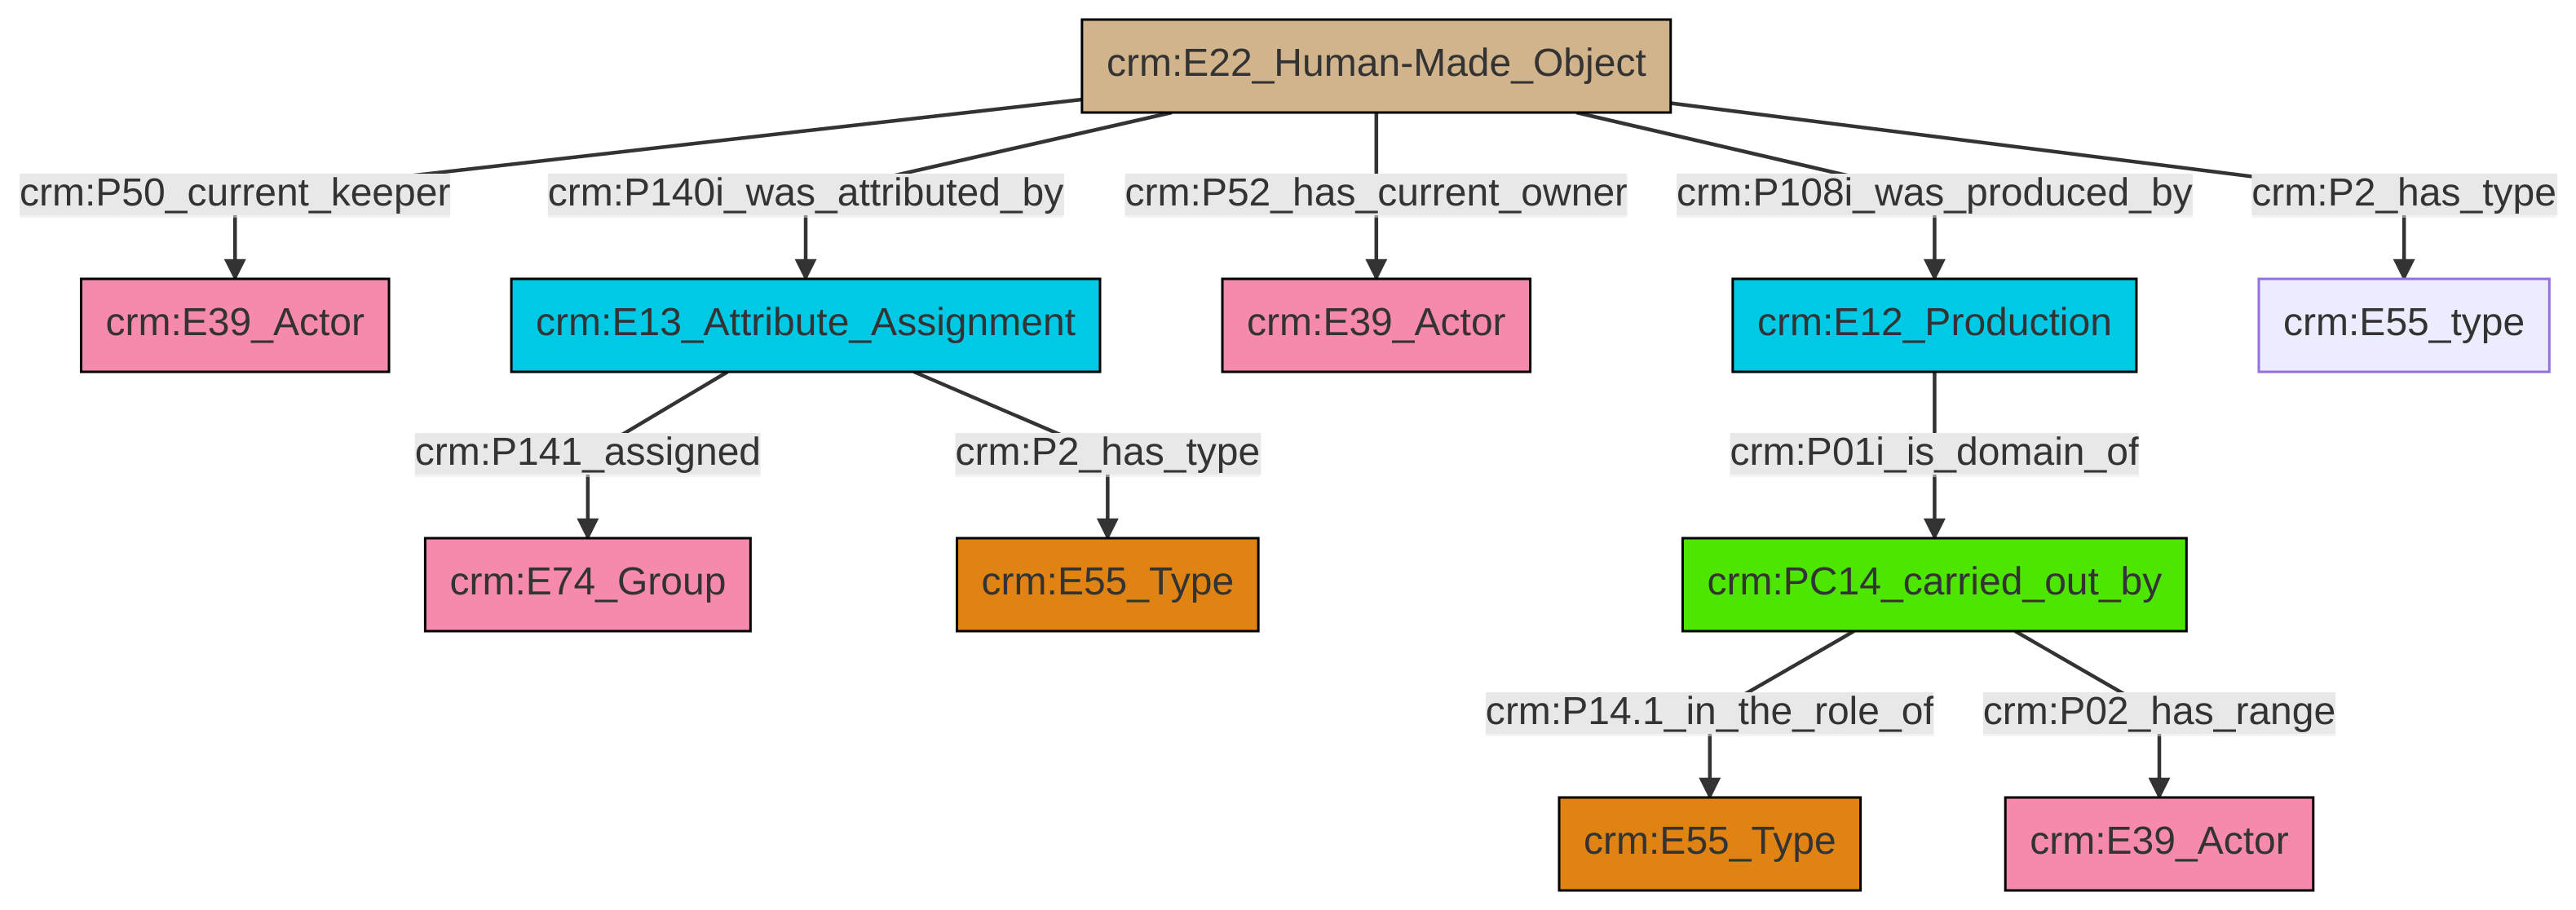 crm:E22_Human-Made_Object
crm:P50_current_keeper
crm:P140i_was_attributed_by
crm:P52_has_current_owner
crm:P108i_was_produced_by
crm:P2_has_type
crm:E39_Actor
crm:E13_Attribute_Assignment
crm:E39_Actor
crm:E12_Production
crm:E55_type
crm:P141_assigned
crm:P2_has_type
crm:P01i_is_domain_of
crm:E74_Group
crm:E55_Type
crm:PC14_carried_out_by
crm:P14.1_in_the_role_of
crm:P02_has_range
crm:E55_Type
crm:E39_Actor